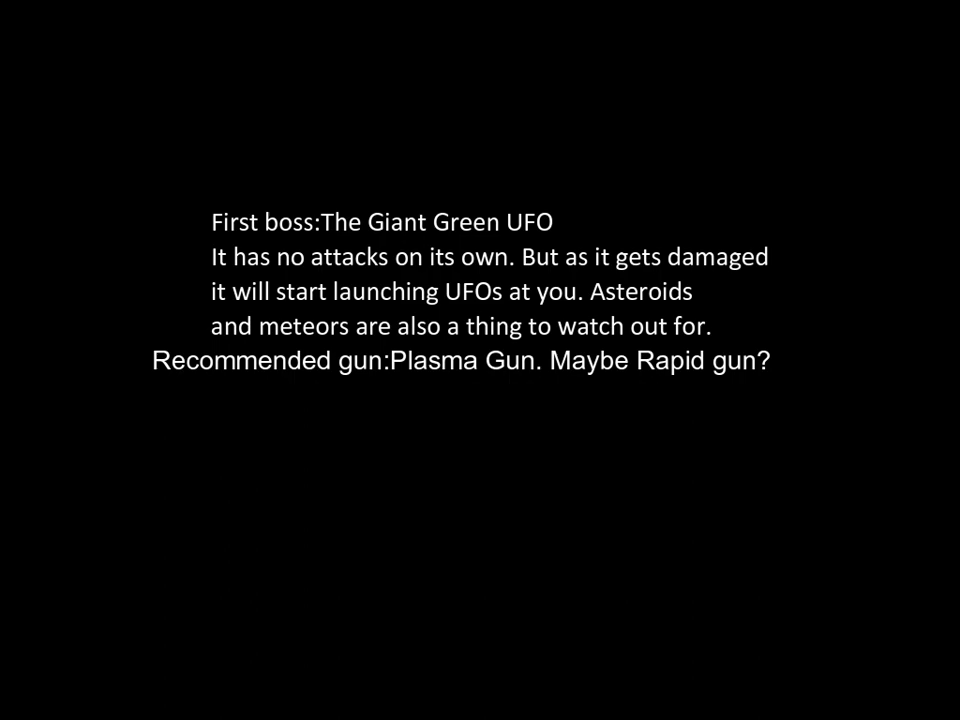 First boss:The Giant Green UFO
It has no attacks on its own. But as it gets damaged
it will start launching UFOs at you. Asteroids
and meteors are also a thing to watch out for.
Recommended gun:Plasma Gun. Maybe Rapid gun?